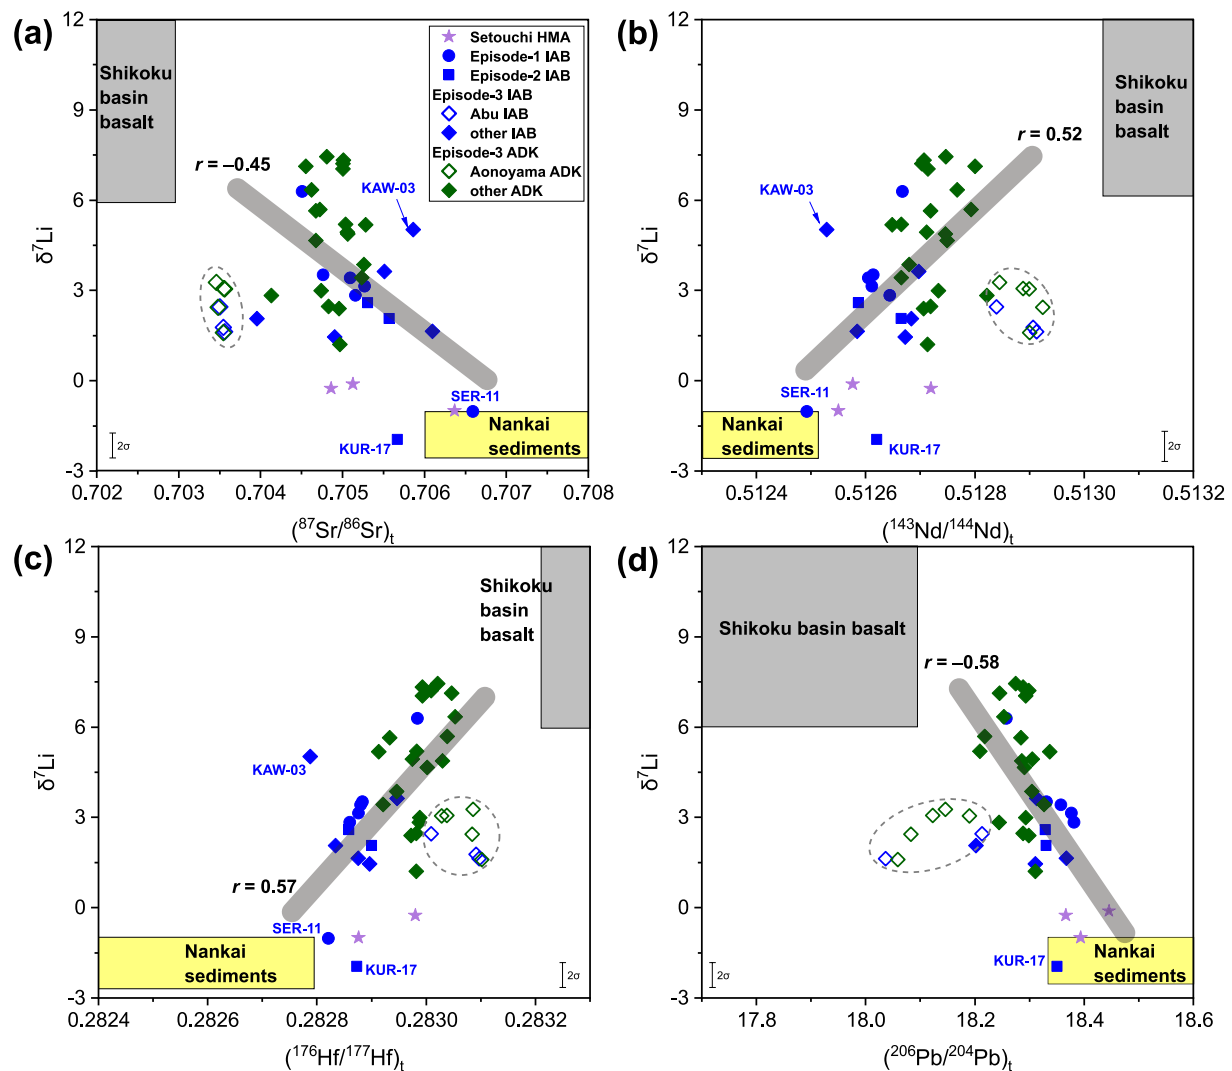 (a)
12
9
6
3
0
-3
δ⁷Li
Shikoku
basin
basalt
r = –0.45
Setouchi HMA
Episode-1 IAB
Episode-2 IAB
Episode-3 IAB
Abu IAB
other IAB
Episode-3 ADK
Aonoyama ADK
other ADK
KAW-03
SER-11
KUR-17
Nankai
sediments
2σ
0.702 0.703 0.704 0.705 0.706 0.707 0.708
(⁸⁷Sr/⁸⁶Sr)t
(b)
12
9
6
3
0
-3
δ⁷Li
Shikoku
basin
basalt
r = 0.52
KAW-03
SER-11
KUR-17
Nankai
sediments
2σ
0.5124 0.5126 0.5128 0.5130 0.5132
(¹⁴³Nd/¹⁴⁴Nd)t
(c)
12
9
6
3
0
-3
δ⁷Li
Shikoku
basin
basalt
KAW-03
r = 0.57
SER-11
KUR-17
Nankai
sediments
2σ
0.2824 0.2826 0.2828 0.2830 0.2832
(¹⁷⁶Hf/¹⁷⁷Hf)t
(d)
12
9
6
3
0
-3
δ⁷Li
Shikoku basin basalt
r = –0.58
KUR-17
Nankai
sediments
2σ
17.8 18.0 18.2 18.4 18.6
(²⁰⁶Pb/²⁰⁴Pb)t